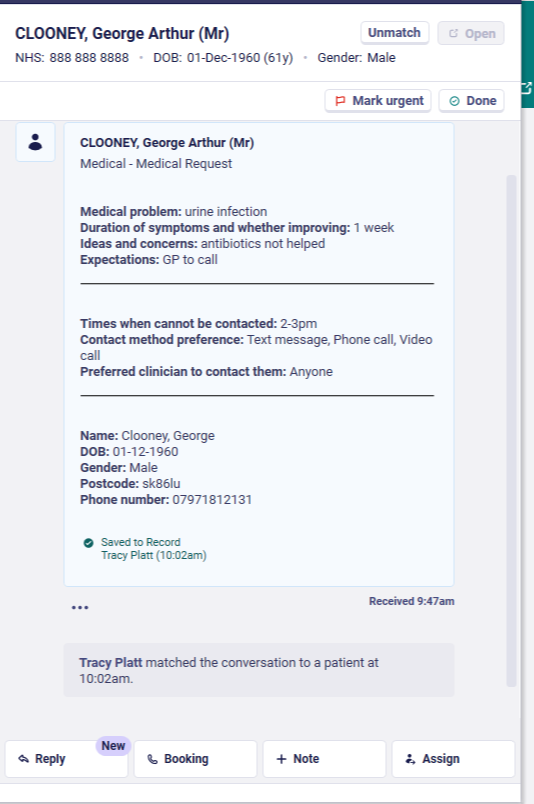 CLOONEY, George Arthur (Mr)
Unmatch
Open
NHS: 888 888 8888 • DOB: 01-Dec-1960 (61y) • Gender: Male
Mark urgent
Done
CLOONEY, George Arthur (Mr)
Medical - Medical Request
Medical problem: urine infection
Duration of symptoms and whether improving: 1 week
Ideas and concerns: antibiotics not helped
Expectations: GP to call
Times when cannot be contacted: 2-3pm
Contact method preference: Text message, Phone call, Video
call
Preferred clinician to contact them: Anyone
Name: Clooney, George
DOB: 01-12-1960
Gender: Male
Postcode: sk86lu
Phone number: 07971812131
Saved to Record
Tracy Platt (10:02am)
Received 9:47am
Tracy Platt matched the conversation to a patient at
10:02am.
New
Reply
Booking
Note
Assign